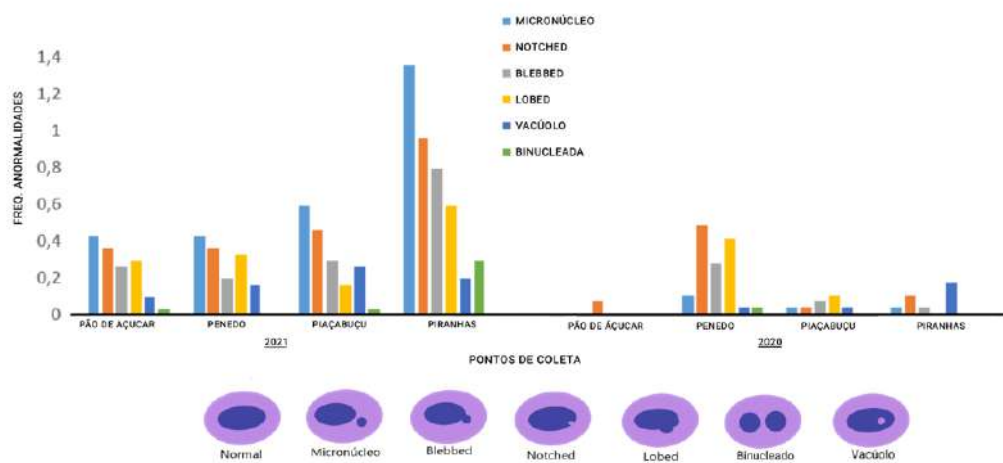 MICRONÚCLEO
NOTCHED
BLEBBED
LOBED
VACÚOLO
BINUCLEADA
FREQ. ANORMALIDADES
1,4
1,2
1
0,8
0,6
0,4
0,2
0
PÃO DE AÇUCAR PENEDO PIAÇABUÇU PIRANHAS PÃO DE ÁÇUCAR PENEDO PIAÇABUÇU PIRANHAS
2021 2020
PONTOS DE COLETA
Normal Micronúcleo Blebbed Notched Lobed Binucleado Vacúolo